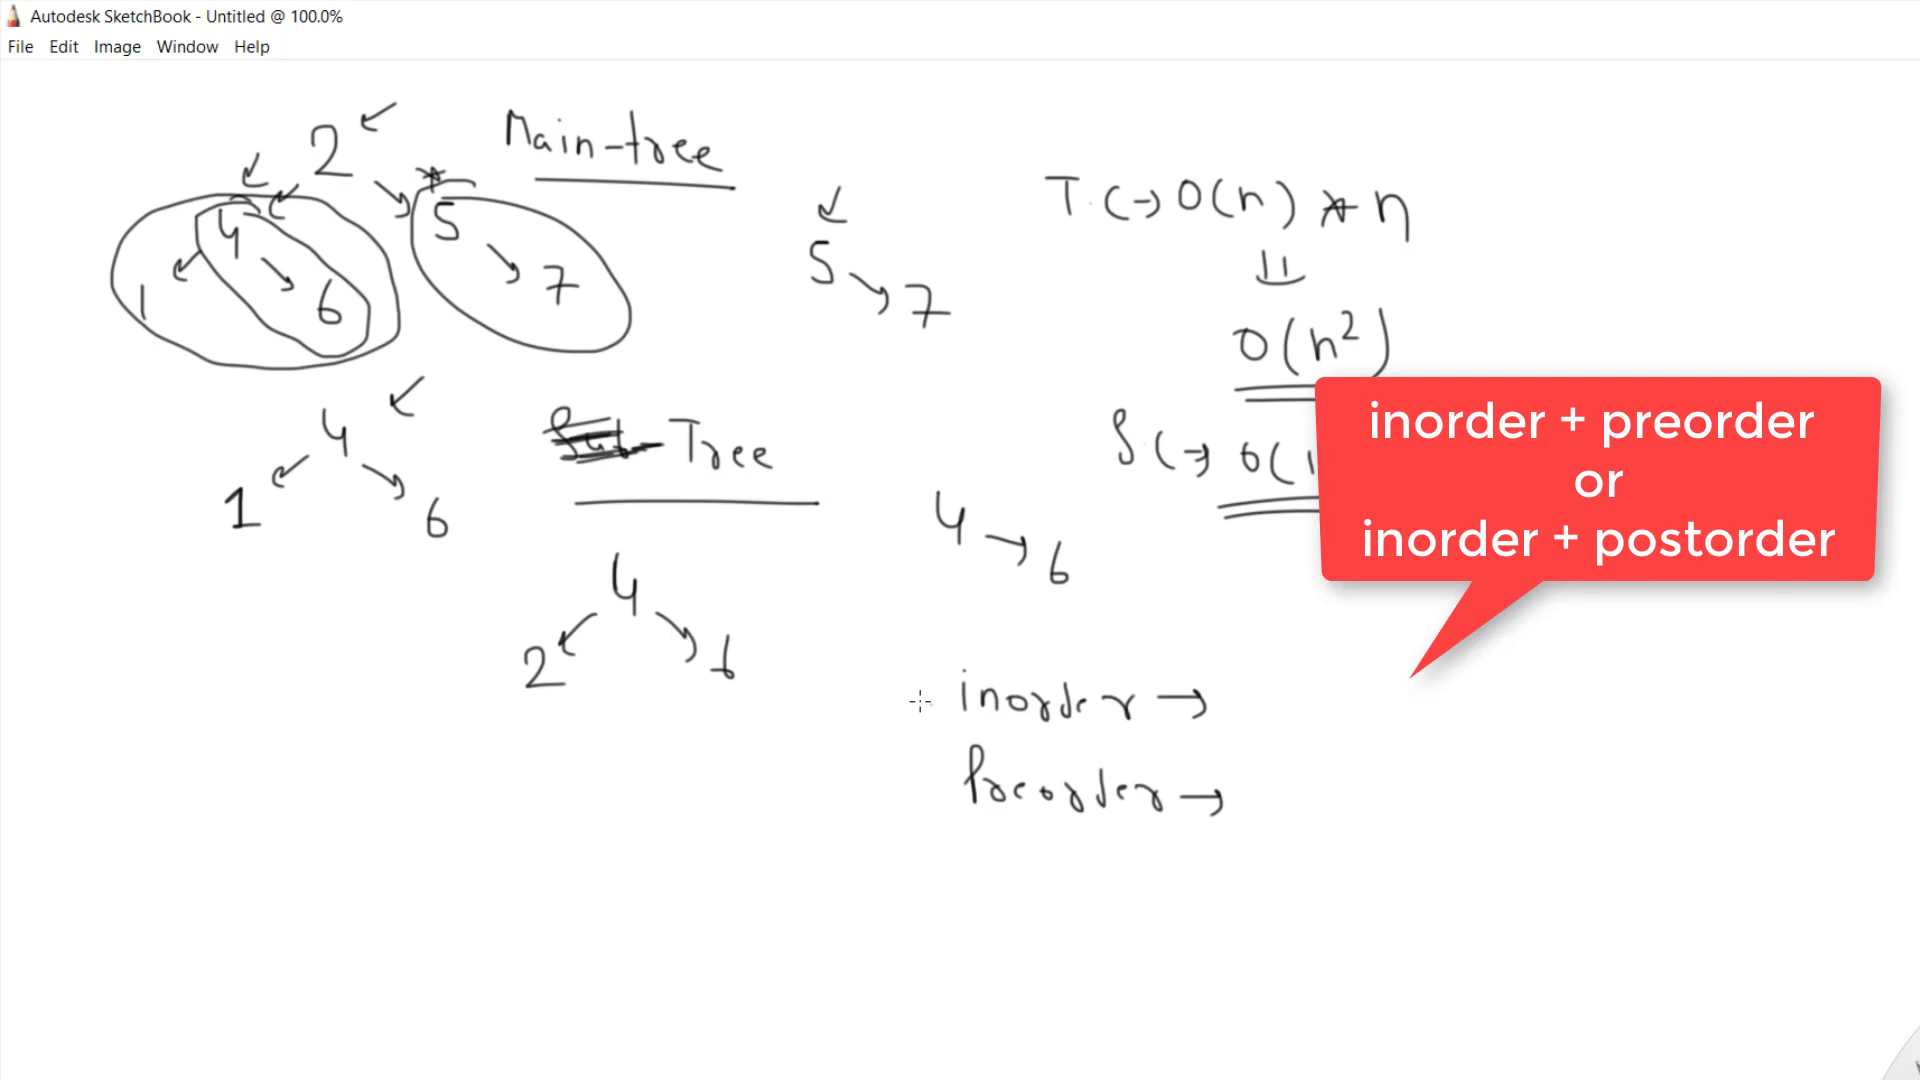 Autodesk SketchBook - Untitled @ 100.0%
File Edit Image Window Help
2
Main-tree
4 5
1 6 7
5
7
T.C→ O(n) * n
O(n²)
4
1 6
Tree
S.C→ O(1
4
6
4
2 6
inorder + preorder
or
inorder + postorder
inorder →
Preorder →